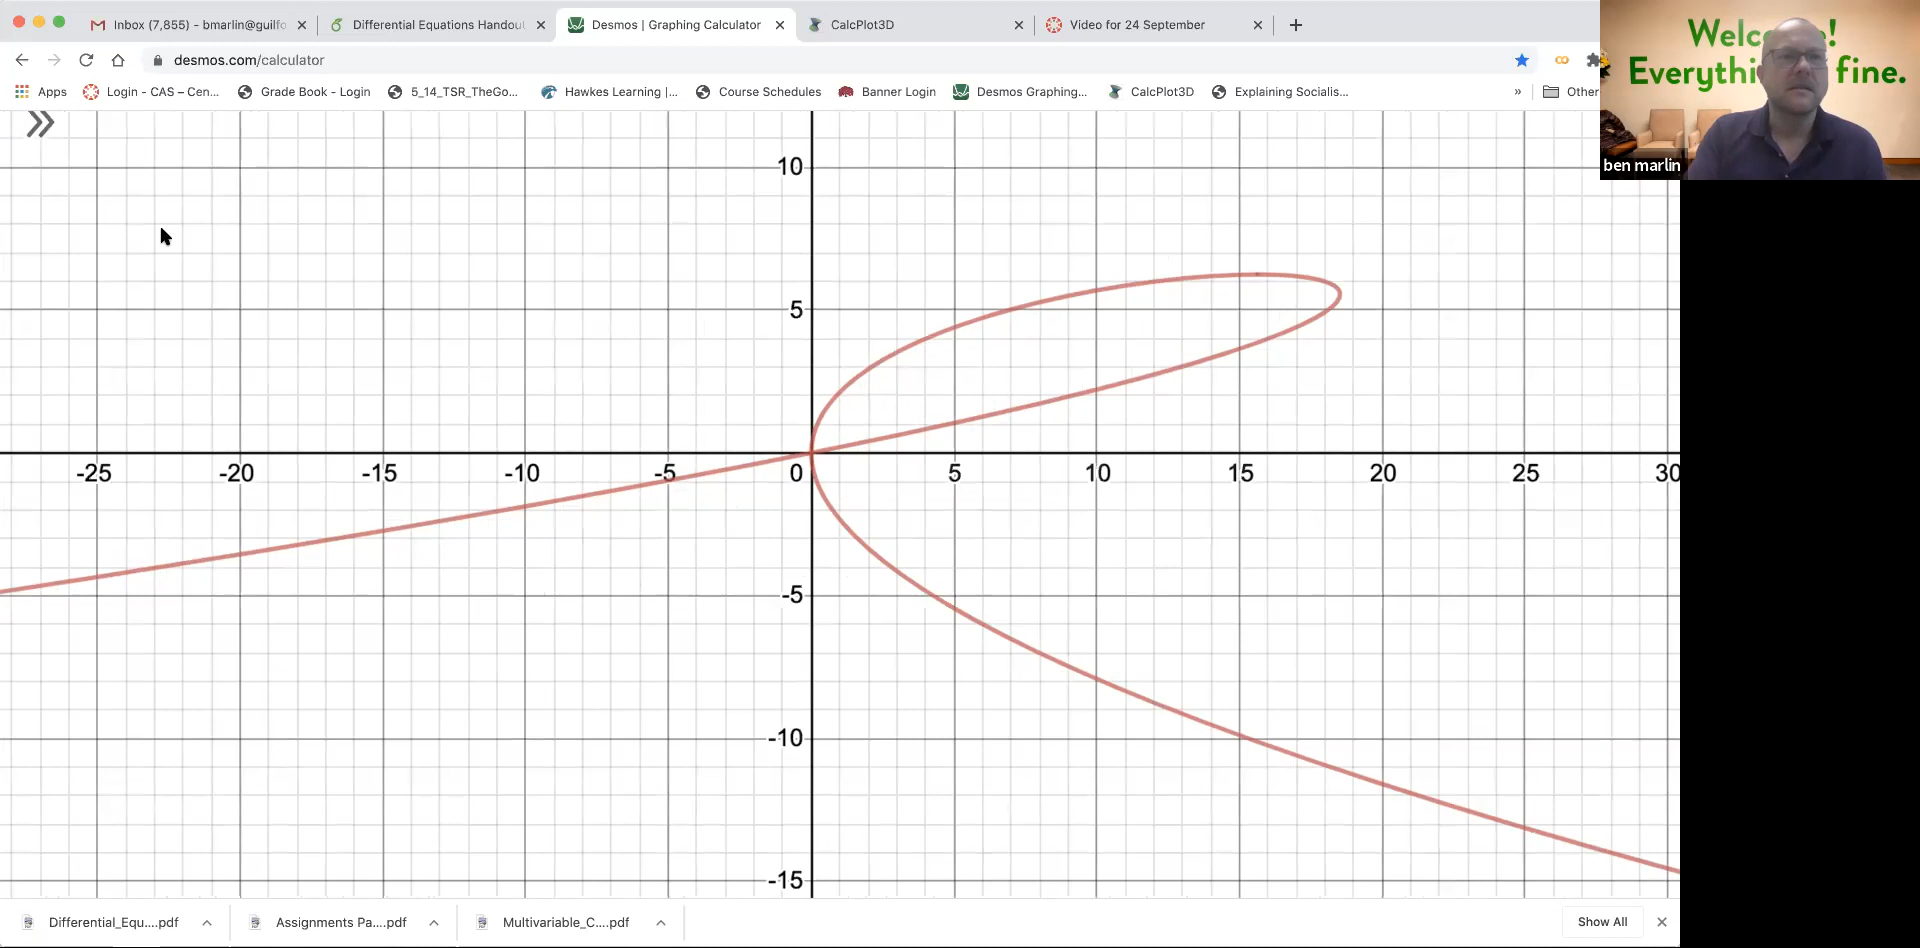 Inbox (7,855) - bmarlin@guilfo
Differential Equations Handout
Desmos | Graphing Calculator
CalcPlot3D
Video for 24 September
desmos.com/calculator
Apps
Login - CAS – Cen...
Grade Book - Login
5_14_TSR_TheGo...
Hawkes Learning |...
Course Schedules
Banner Login
Desmos Graphing...
CalcPlot3D
Explaining Socialis...
»
Other
Everything fine.
ben marlin
10
5
-25
-20
-15
-10
-5
0
5
10
15
20
25
30
-5
-10
-15
Differential_Equ....pdf
Assignments Pa....pdf
Multivariable_C....pdf
Show All